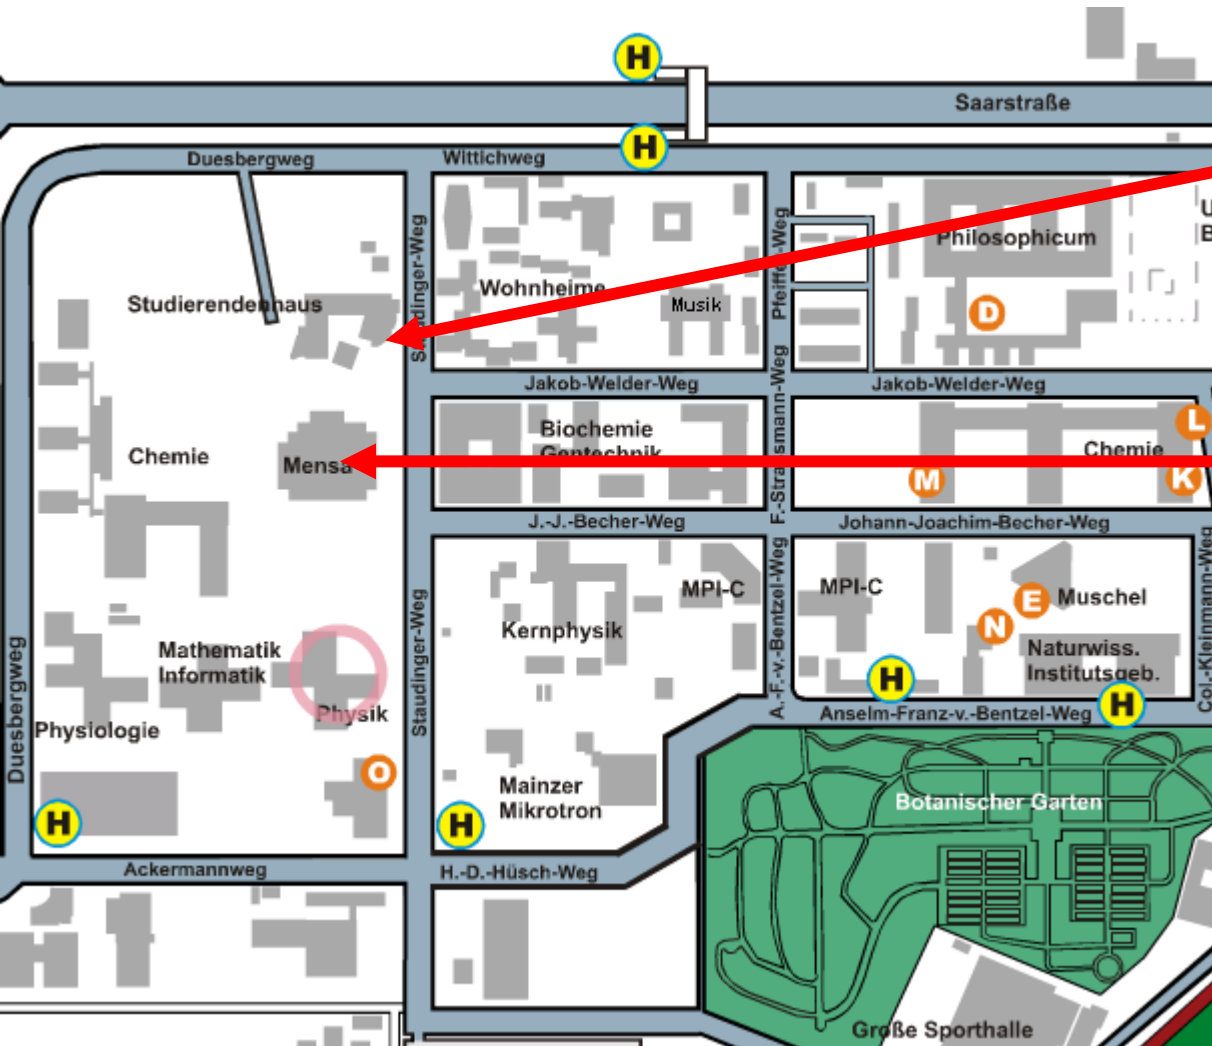 H
Saarstraße
H
Duesbergweg
Wittichweg
U
B
Philosophicum
Staudinger-Weg
Pfeiffer-Weg
Wohnheime
Studierendenhaus
Musik
D
Jakob-Welder-Weg
Jakob-Welder-Weg
F.-Strassmann-Weg
Biochemie
Gentechnik
L
Chemie
Chemie
Mensa
M
K
J.-J.-Becher-Weg
Johann-Joachim-Becher-Weg
Col.-Kleinmann-Weg
A.-F.-v.-Bentzel-Weg
MPI-C
MPI-C
E
Muschel
N
Kernphysik
Naturwiss.
Institutsgeb.
Mathematik
Informatik
Staudinger-Weg
Duesbergweg
H
H
Physik
Anselm-Franz-v.-Bentzel-Weg
Physiologie
O
Mainzer
Mikrotron
Botanischer Garten
H
H
Ackermannweg
H.-D.-Hüsch-Weg
Große Sporthalle